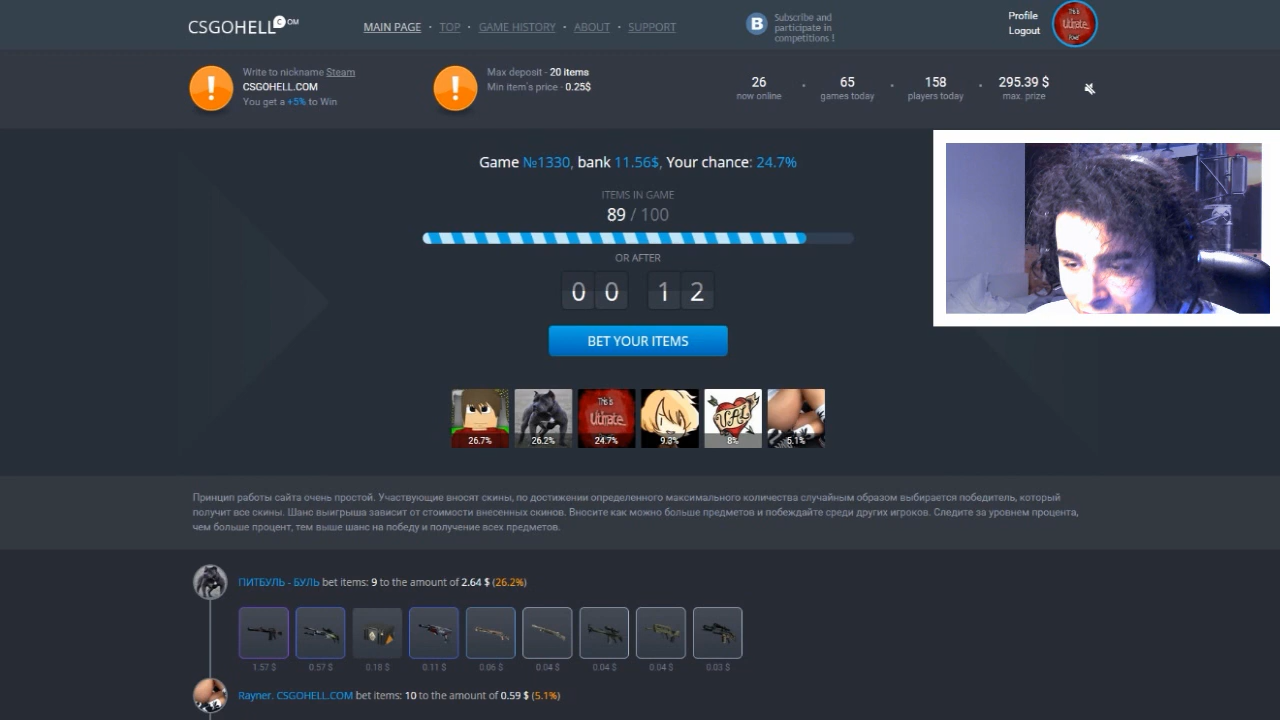 CSGOHELL.COM
MAIN PAGE · TOP · GAME HISTORY · ABOUT · SUPPORT
B
Subscribe and
participate in
competitions !
Profile
Logout
This is
Ultimate
Power
Write to nickname Steam
CSGOHELL.COM
You get a +5% to Win
Max deposit - 20 items
Min item's price - 0.25$
26
now online
65
games today
158
players today
295.39 $
max. prize
Game №1330, bank 11.56$, Your chance: 24.7%
ITEMS IN GAME
89 / 100
OR AFTER
0 0 1 2
BET YOUR ITEMS
This is
Ultimate
26.7% 26.2% 24.7% 9.3% 8% 5.1%
Принцип работы сайта очень простой. Участвующие вносят скины, по достижении определенного максимального количества случайным образом выбирается победитель, который
получит все скины. Шанс выигрыша зависит от стоимости внесенных скинов. Вносите как можно больше предметов и побеждайте среди других игроков. Следите за уровнем процента,
чем больше процент, тем выше шанс на победу и получение всех предметов.
ПИТБУЛЬ - БУЛЬ bet items: 9 to the amount of 2.64 $ (26.2%)
1.57 $ 0.57 $ 0.18 $ 0.11 $ 0.06 $ 0.04 $ 0.04 $ 0.04 $ 0.03 $
Rayner. CSGOHELL.COM bet items: 10 to the amount of 0.59 $ (5.1%)